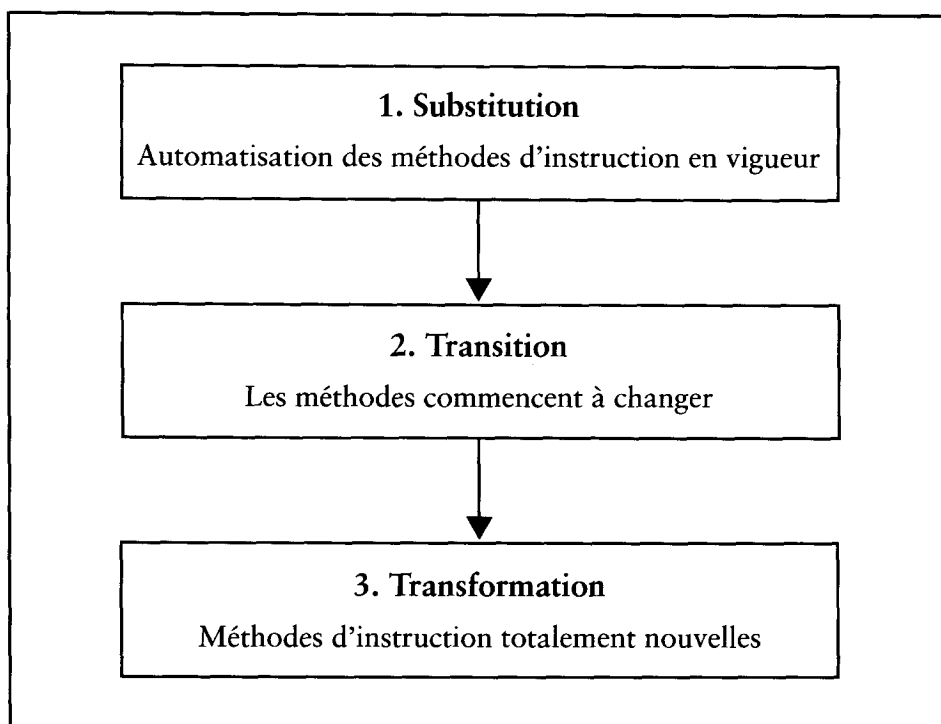 1. Substitution
Automatisation des méthodes d'instruction en vigueur
2. Transition
Les méthodes commencent à changer
3. Transformation
Méthodes d'instruction totalement nouvelles